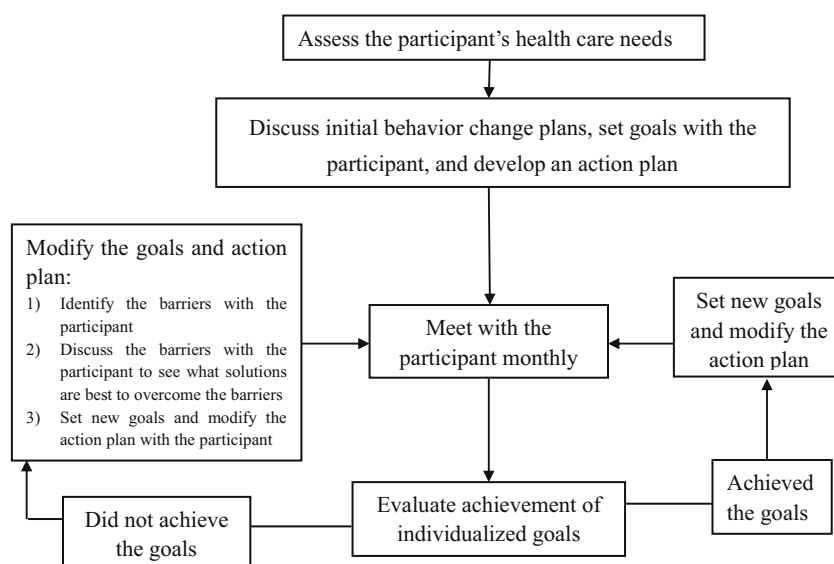 Assess the participant's health care needs
Discuss initial behavior change plans, set goals with the
participant, and develop an action plan
Modify the goals and action
plan:
1) Identify the barriers with the
participant
2) Discuss the barriers with the
participant to see what solutions
are best to overcome the barriers
3) Set new goals and modify the
action plan with the participant
Meet with the
participant monthly
Set new goals
and modify the
action plan
Did not achieve
the goals
Evaluate achievement of
individualized goals
Achieved
the goals